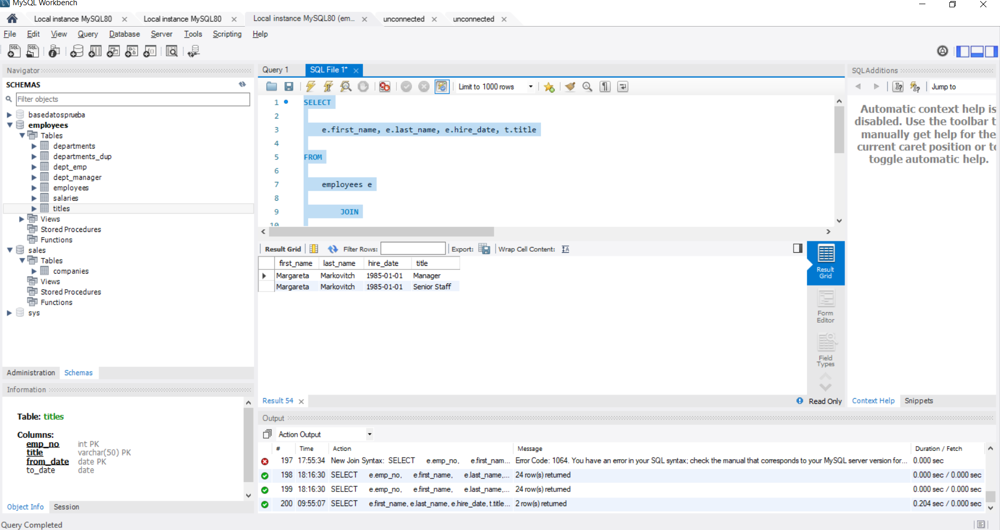 MySQL Workbench
Local instance MySQL80 Local instance MySQL80 Local instance MySQL80 (em... unconnected unconnected
File Edit View Query Database Server Tools Scripting Help
Navigator
SCHEMAS
Filter objects
basedatosprueba
employees
Tables
departments
departments_dup
dept_emp
dept_manager
employees
salaries
titles
Views
Stored Procedures
Functions
sales
Tables
companies
Views
Stored Procedures
Functions
sys
Administration Schemas
Information
Table: titles
Columns:
emp_no int PK
title varchar(50) PK
from_date date PK
to_date date
Object Info Session
Query Completed
Query 1 SQL File 1*
Limit to 1000 rows
1 SELECT
2
3 e.first_name, e.last_name, e.hire_date, t.title
4
5 FROM
6
7 employees e
8
9 JOIN
10
Result Grid Filter Rows: Export: Wrap Cell Content:
first_name last_name hire_date title
Margareta Markovitch 1985-01-01 Manager
Margareta Markovitch 1985-01-01 Senior Staff
Result Grid
Form Editor
Field Types
Result 54 Read Only
Output
Action Output
# Time Action Message Duration / Fetch
197 17:55:34 New Join Syntax: SELECT e.emp_no, e.first_nam... Error Code: 1064. You have an error in your SQL syntax; check the manual that corresponds to your MySQL server version for... 0.000 sec
198 18:16:30 SELECT e.emp_no, e.first_name, e.last_name,... 24 row(s) returned 0.000 sec / 0.000 sec
199 18:16:30 SELECT e.emp_no, e.first_name, e.last_name,... 24 row(s) returned 0.000 sec / 0.000 sec
200 09:55:07 SELECT e.first_name, e.last_name, e.hire_date, t.title... 2 row(s) returned 0.204 sec / 0.000 sec
SQLAdditions
Jump to
Automatic context help is
disabled. Use the toolbar t
manually get help for the
current caret position or to
toggle automatic help.
Context Help Snippets